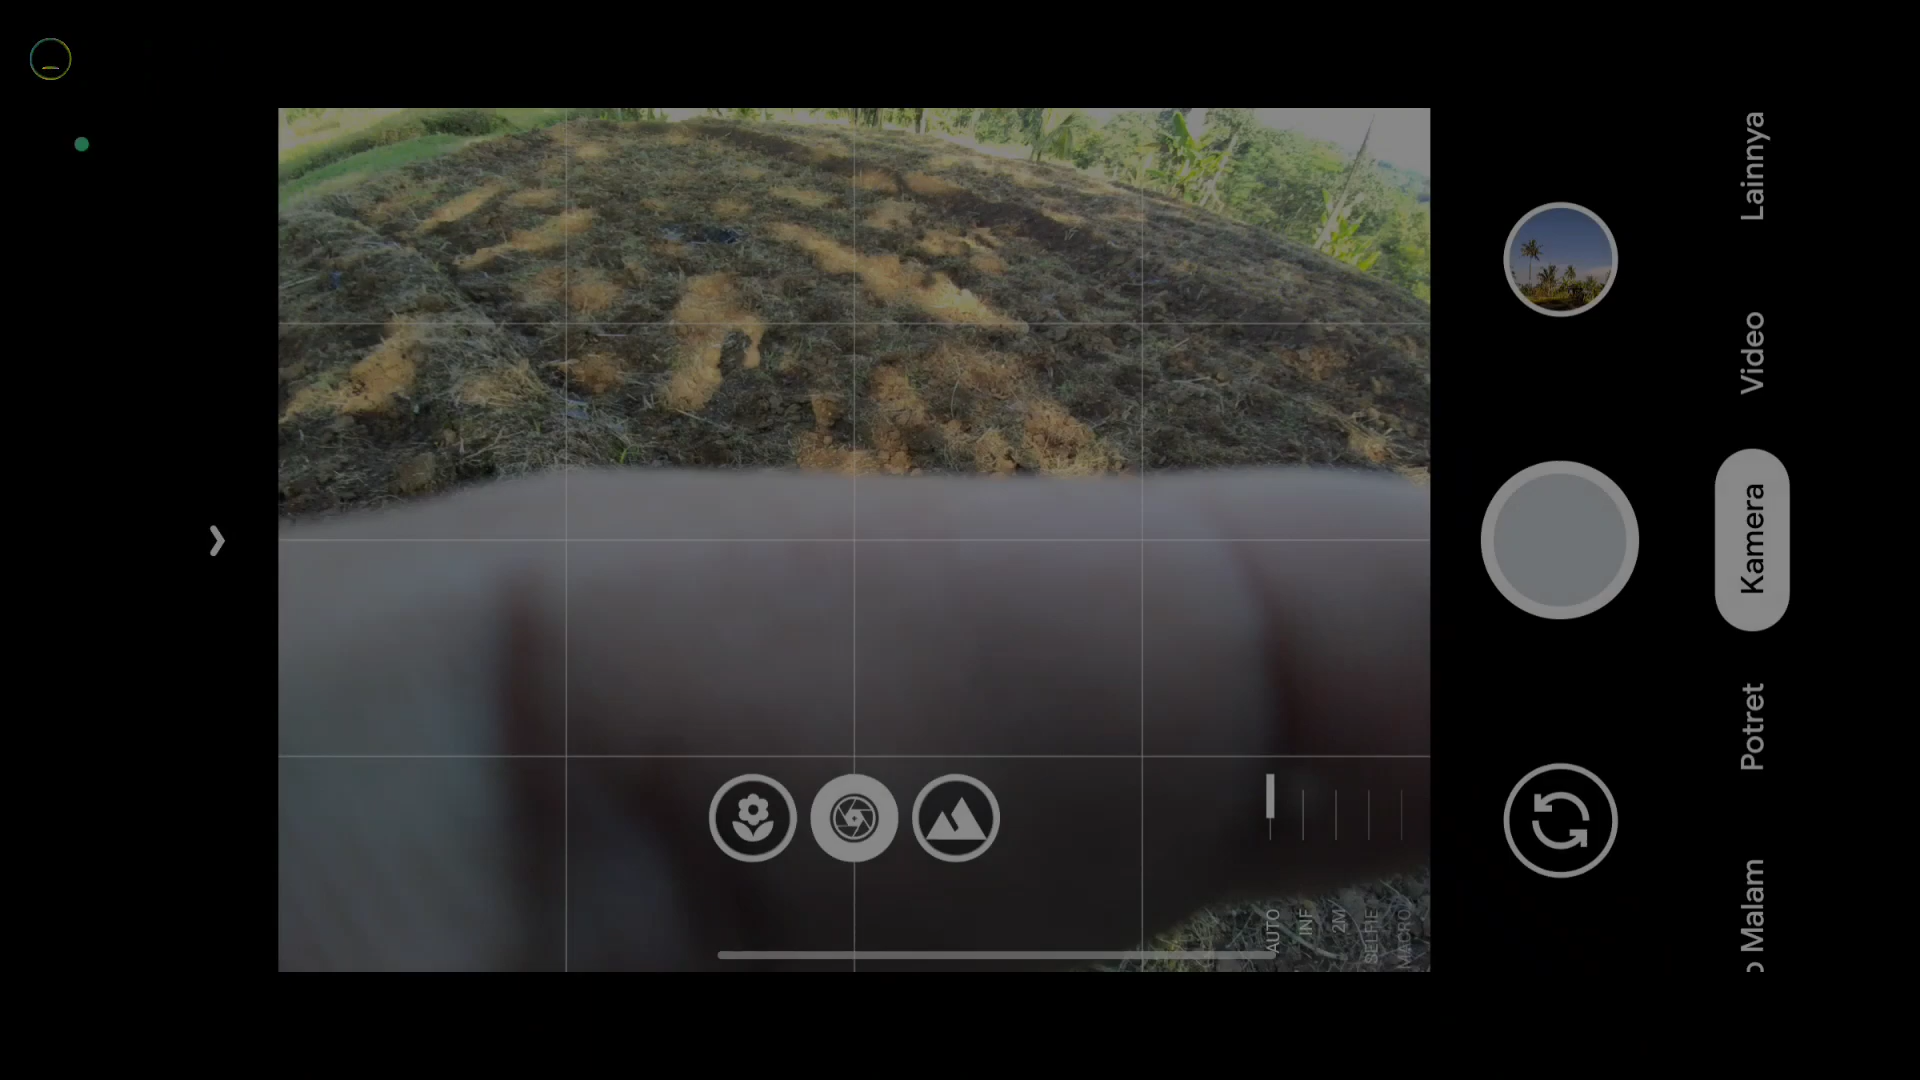 Lainnya
Video
Kamera
Potret
o Malam
AUTO
INF
2M
SELFIE
MACRO